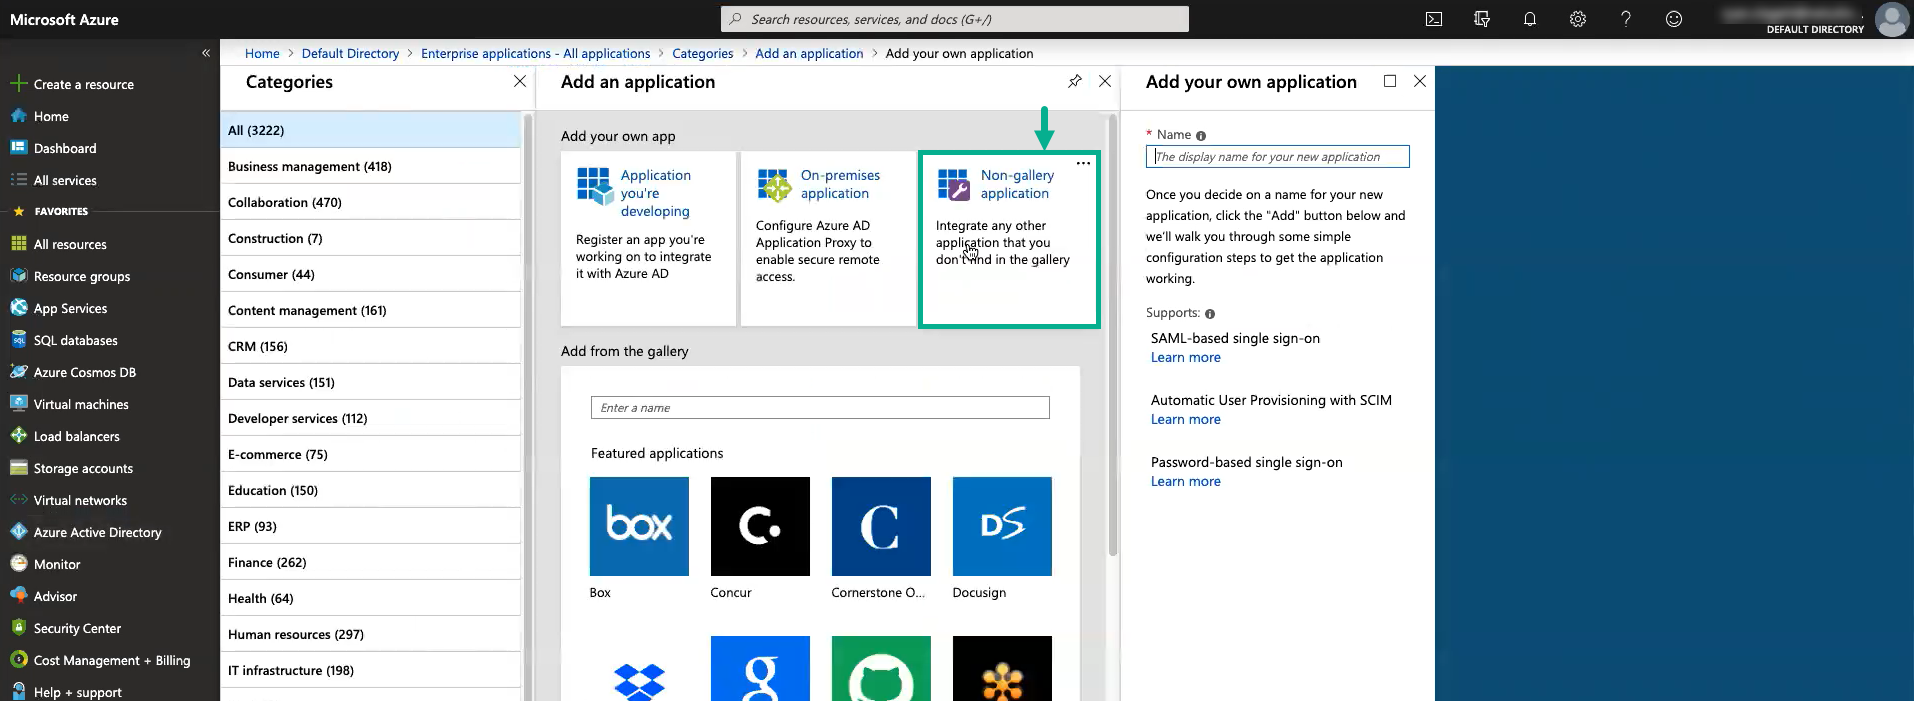 Microsoft Azure
Search resources, services, and docs (G+/)
DEFAULT DIRECTORY
Home > Default Directory > Enterprise applications - All applications > Categories > Add an application > Add your own application
«
Create a resource
Home
Dashboard
All services
FAVORITES
All resources
Resource groups
App Services
SQL databases
Azure Cosmos DB
Virtual machines
Load balancers
Storage accounts
Virtual networks
Azure Active Directory
Monitor
Advisor
Security Center
Cost Management + Billing
Help + support
Categories
All (3222)
Business management (418)
Collaboration (470)
Construction (7)
Consumer (44)
Content management (161)
CRM (156)
Data services (151)
Developer services (112)
E-commerce (75)
Education (150)
ERP (93)
Finance (262)
Health (64)
Human resources (297)
IT infrastructure (198)
Add an application
Add your own app
Application
you're
developing
Register an app you're
working on to integrate
it with Azure AD
On-premises
application
Configure Azure AD
Application Proxy to
enable secure remote
access.
Non-gallery
application
Integrate any other
application that you
don't find in the gallery
Add from the gallery
Enter a name
Featured applications
box
C.
C
DS
Box
Concur
Cornerstone O...
Docusign
g
Add your own application
* Name
The display name for your new application
Once you decide on a name for your new
application, click the "Add" button below and
we'll walk you through some simple
configuration steps to get the application
working.
Supports:
SAML-based single sign-on
Learn more
Automatic User Provisioning with SCIM
Learn more
Password-based single sign-on
Learn more